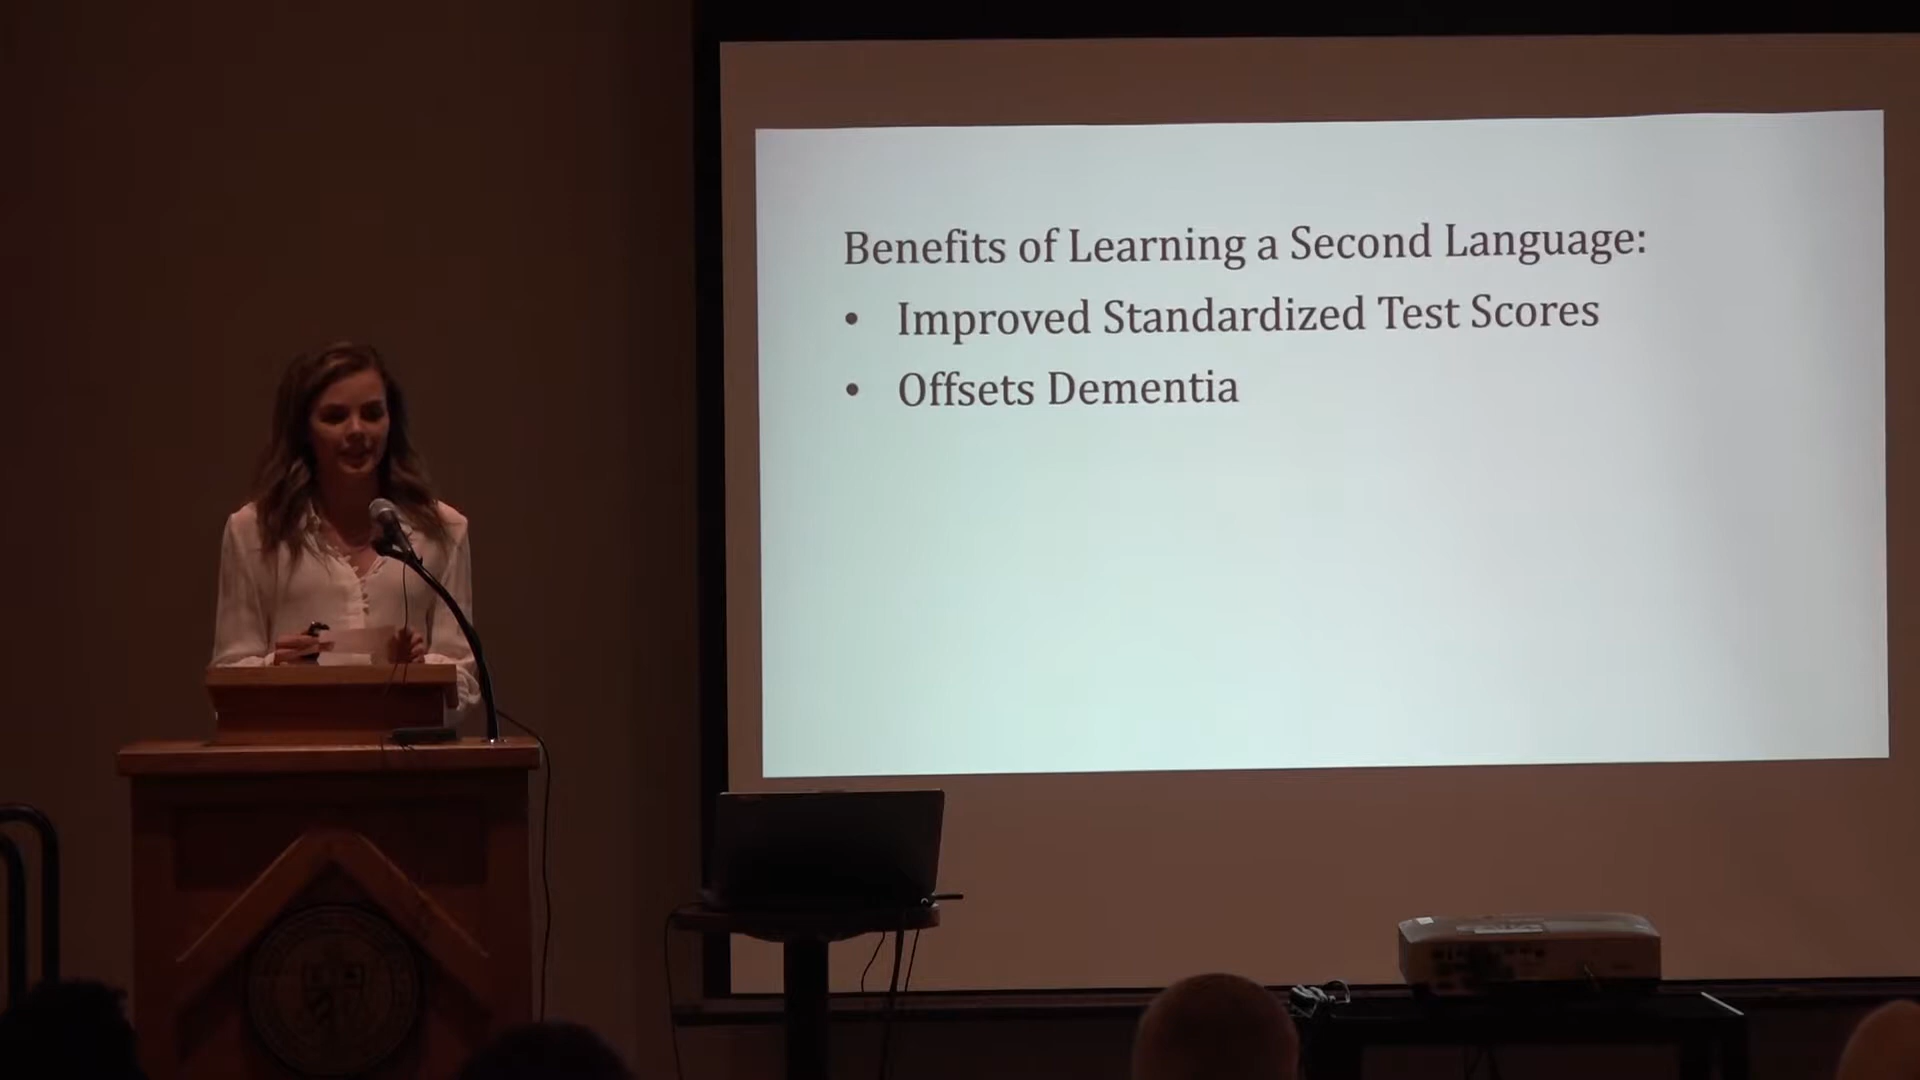 Benefits of Learning a Second Language:
• Improved Standardized Test Scores
• Offsets Dementia